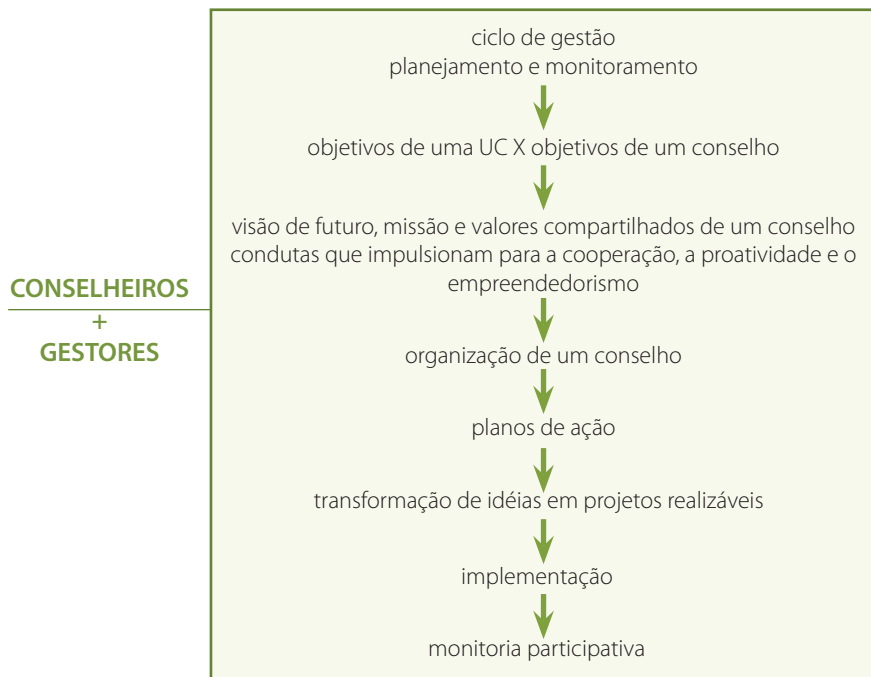 CONSELHEIROS
+
GESTORES
ciclo de gestão
planejamento e monitoramento
objetivos de uma UC X objetivos de um conselho
visão de futuro, missão e valores compartilhados de um conselho
condutas que impulsionam para a cooperação, a proatividade e o
empreendedorismo
organização de um conselho
planos de ação
transformação de idéias em projetos realizáveis
implementação
monitoria participativa